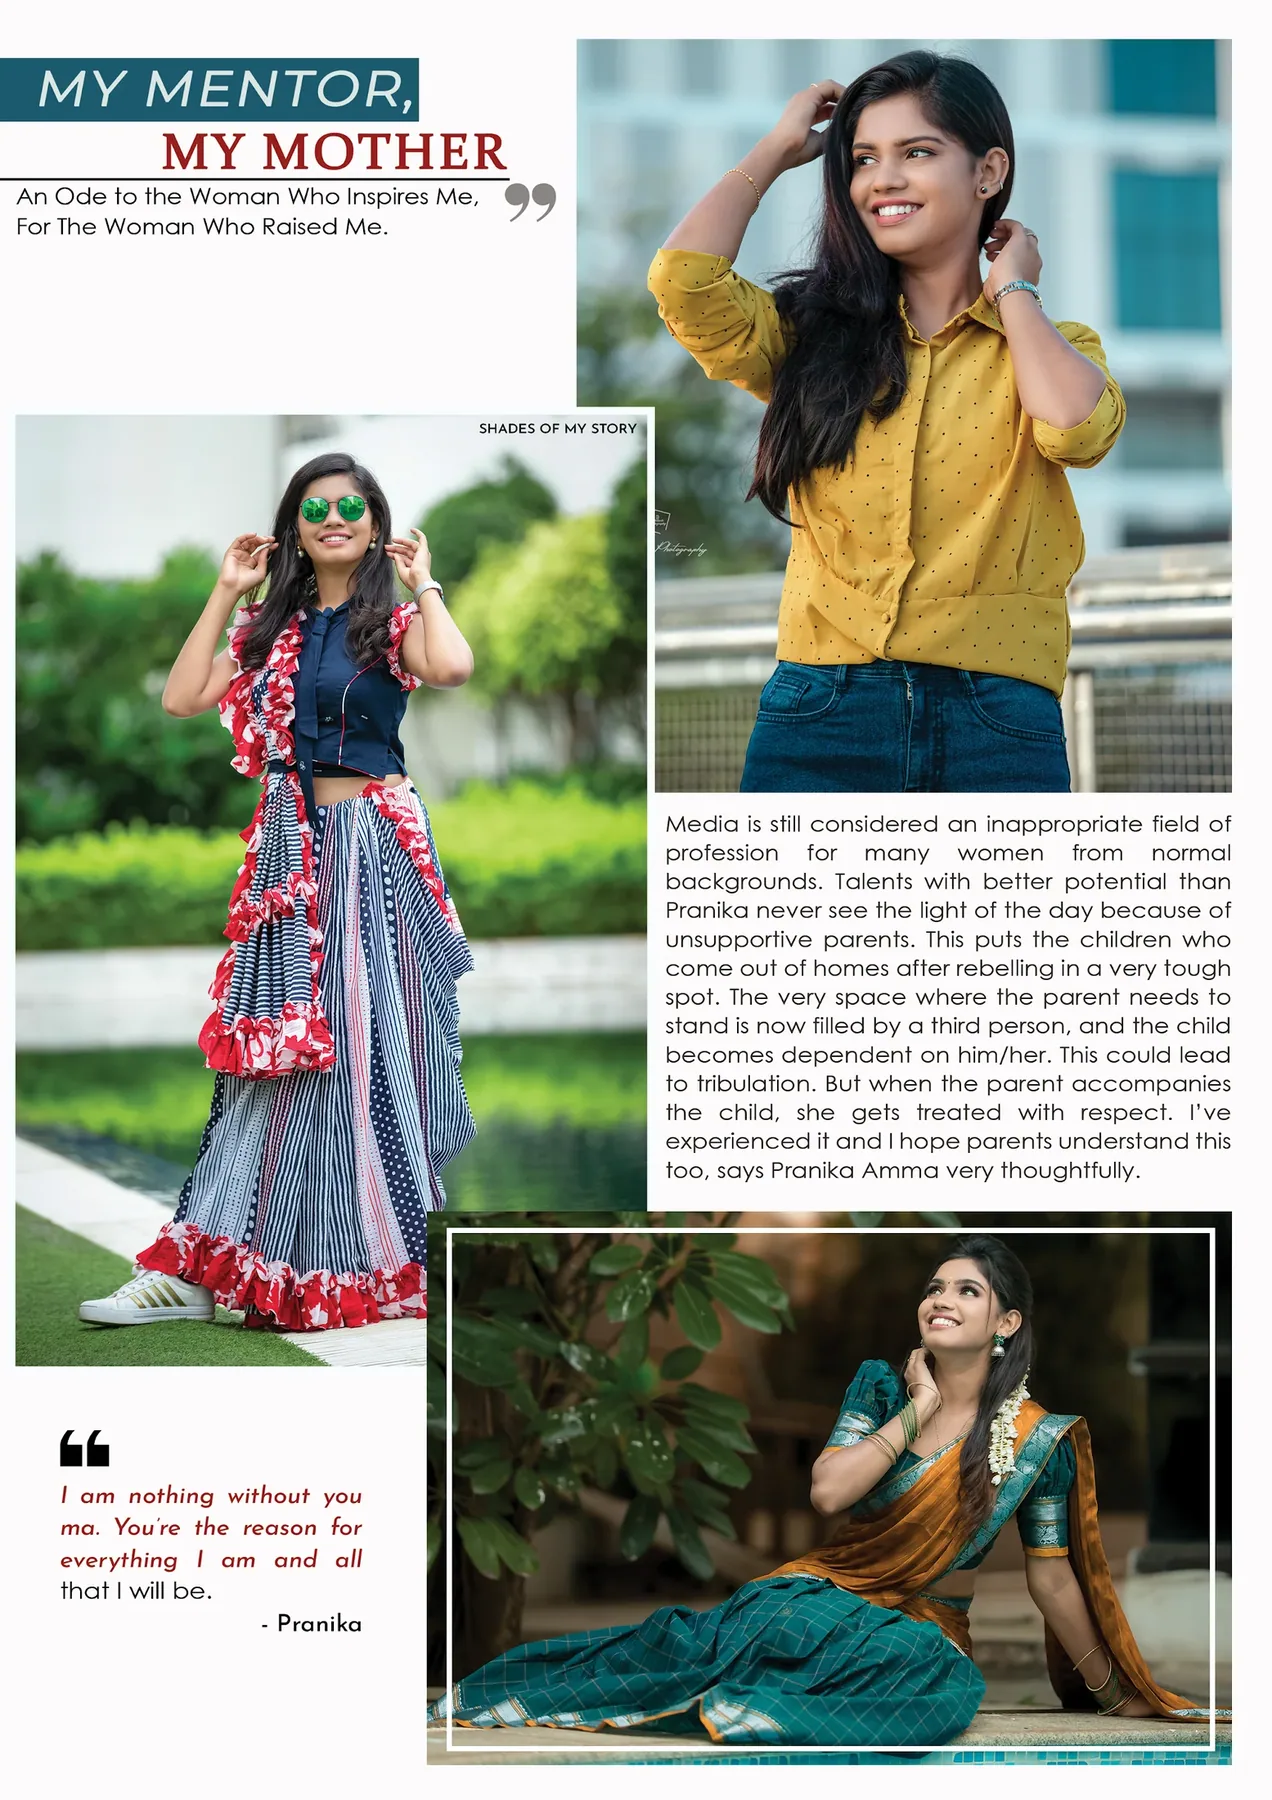 MY MENTOR,
MY MOTHER
An Ode to the Woman Who Inspires Me,
For The Woman Who Raised Me.
”
SHADES OF MY STORY
Photography
Media is still considered an inappropriate field of
profession for many women from normal
backgrounds. Talents with better potential than
Pranika never see the light of the day because of
unsupportive parents. This puts the children who
come out of homes after rebelling in a very tough
spot. The very space where the parent needs to
stand is now filled by a third person, and the child
becomes dependent on him/her. This could lead
to tribulation. But when the parent accompanies
the child, she gets treated with respect. I’ve
experienced it and I hope parents understand this
too, says Pranika Amma very thoughtfully.
“
I am nothing without you
ma. You’re the reason for
everything I am and all
that I will be.
- Pranika